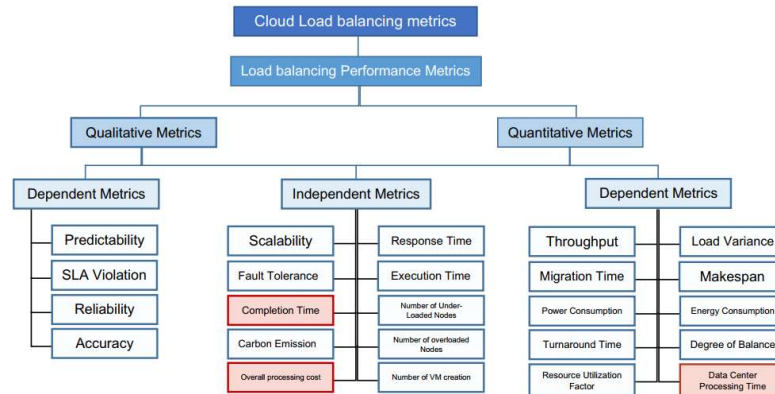 Cloud Load balancing metrics
Load balancing Performance Metrics
Qualitative Metrics
Quantitative Metrics
Dependent Metrics
Independent Metrics
Dependent Metrics
Predictability
SLA Violation
Reliability
Accuracy
Scalability
Response Time
Fault Tolerance
Execution Time
Completion Time
Number of Under-
Loaded Nodes
Carbon Emission
Number of overloaded
Nodes
Overall processing cost
Number of VM creation
Throughput
Load Variance
Migration Time
Makespan
Power Consumption
Energy Consumption
Turnaround Time
Degree of Balance
Resource Utilization
Factor
Data Center
Processing Time